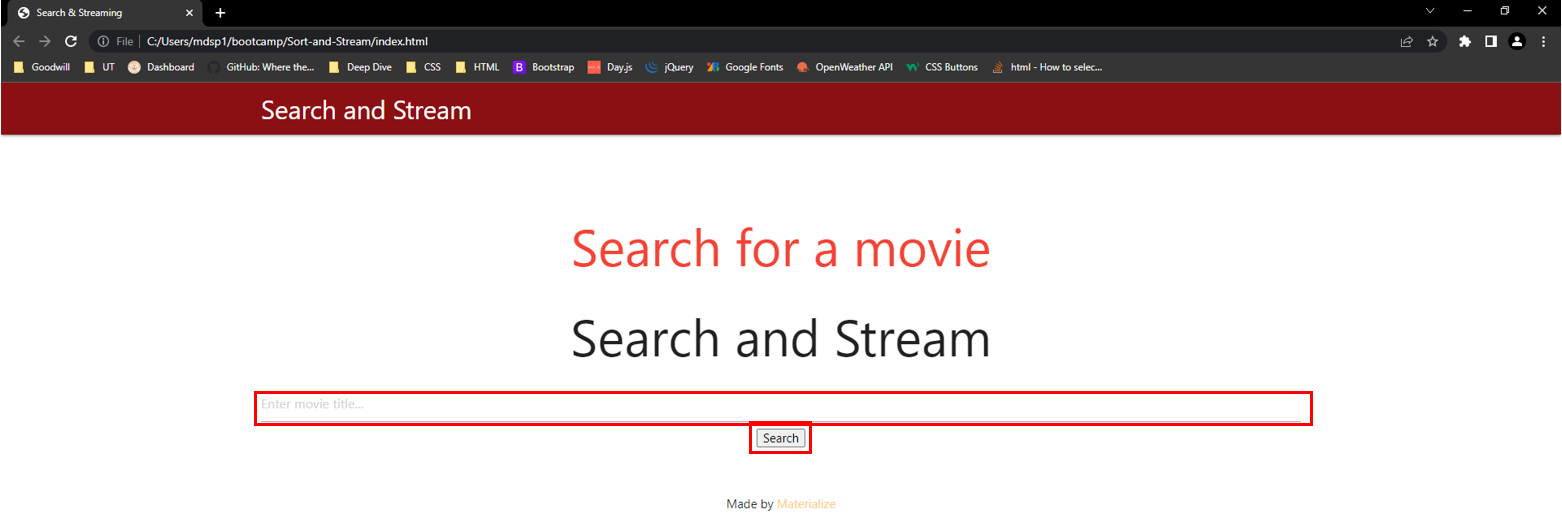 Search & Streaming
File C:/Users/mdsp1/bootcamp/Sort-and-Stream/index.html
Goodwill UT Dashboard GitHub: Where the... Deep Dive CSS HTML B Bootstrap Day.js jQuery Google Fonts OpenWeather API CSS Buttons html - How to selec...
Search and Stream
Search for a movie
Search and Stream
Enter movie title...
Search
Made by Materialize